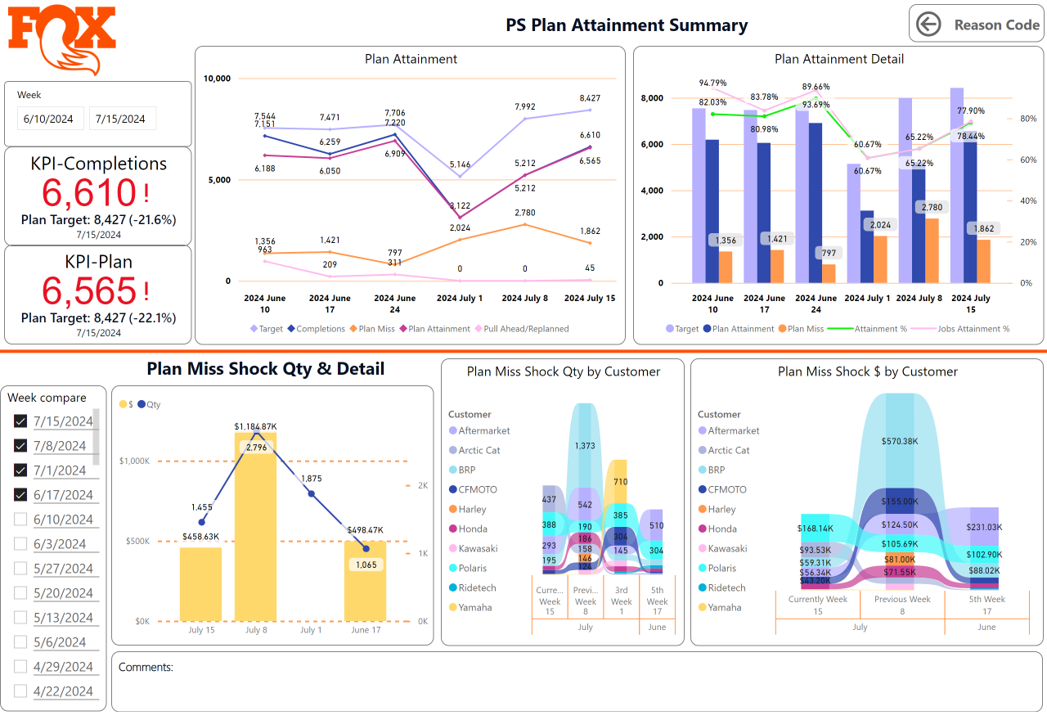 FOX
PS Plan Attainment Summary
Reason Code
Week
6/10/2024
7/15/2024
KPI-Completions
6,610 !
Plan Target: 8,427 (-21.6%)
7/15/2024
KPI-Plan
6,565 !
Plan Target: 8,427 (-22.1%)
7/15/2024
Plan Attainment
10,000
5,000
0
7,544
7,151
6,188
1,356
963
7,471
6,259
6,050
1,421
209
7,706
7,220
6,909
797
311
5,146
3,122
2,024
0
7,992
5,212
5,212
2,780
0
8,427
6,610
6,565
1,862
45
2024 June 10
2024 June 17
2024 June 24
2024 July 1
2024 July 8
2024 July 15
Target
Completions
Plan Miss
Plan Attainment
Pull Ahead/Replanned
Plan Attainment Detail
8,000
6,000
4,000
2,000
0
94.79%
82.03%
83.78%
80.98%
89.66%
93.69%
60.67%
60.67%
65.22%
65.22%
77.90%
78.44%
1,356
1,421
797
2,024
2,780
1,862
80%
60%
40%
20%
0%
2024 June 10
2024 June 17
2024 June 24
2024 July 1
2024 July 8
2024 July 15
Target
Plan Attainment
Plan Miss
Attainment %
Jobs Attainment %
Plan Miss Shock Qty & Detail
Week compare
7/15/2024
7/8/2024
7/1/2024
6/17/2024
6/10/2024
6/3/2024
5/27/2024
5/20/2024
5/13/2024
5/6/2024
4/29/2024
4/22/2024
$
Qty
$1,000K
$500K
$0K
$1,184.87K
2,796
1,455
$458.63K
1,875
$498.47K
1,065
2K
1K
0K
July 15
July 8
July 1
June 17
Plan Miss Shock Qty by Customer
Customer
Aftermarket
Arctic Cat
BRP
CFMOTO
Harley
Honda
Kawasaki
Polaris
Ridetech
Yamaha
437
388
293
195
1,373
542
190
186
158
146
124
710
385
304
145
510
304
Curre... Week 15
Previ... Week 8
3rd Week 1
5th Week 17
July
June
Plan Miss Shock $ by Customer
Customer
Aftermarket
Arctic Cat
BRP
CFMOTO
Harley
Honda
Kawasaki
Polaris
Ridetech
Yamaha
$168.14K
$93.53K
$59.31K
$56.34K
$43.20K
$570.38K
$155.00K
$124.50K
$105.69K
$81.00K
$71.55K
$231.03K
$102.90K
$88.02K
Currently Week 15
Previous Week 8
5th Week 17
July
June
Comments: